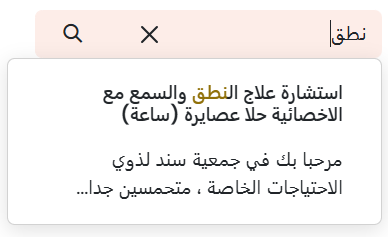 نطق
استشارة علاج النطق والسمع مع
الاخصائية حلا عصايرة (ساعة)
مرحبا بك في جمعية سند لذوي
الاحتياجات الخاصة ، متحمسين جدا...